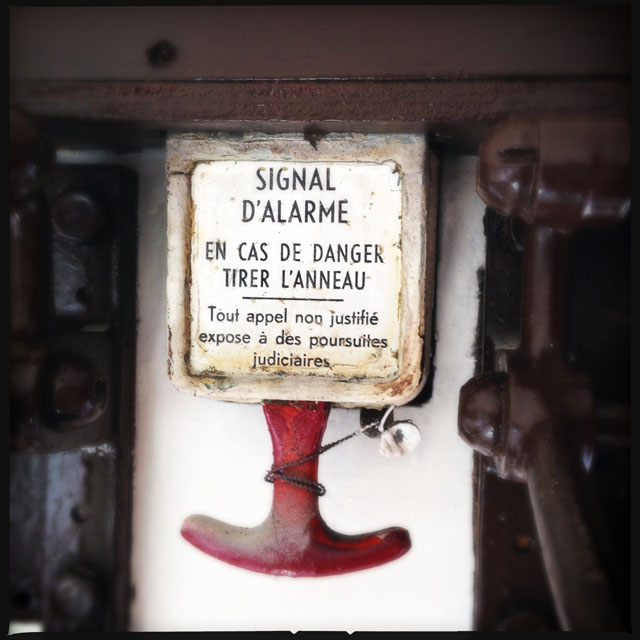 SIGNAL
D'ALARME
EN CAS DE DANGER
TIRER L'ANNEAU
Tout appel non justifié
expose à des poursuites
judiciaires